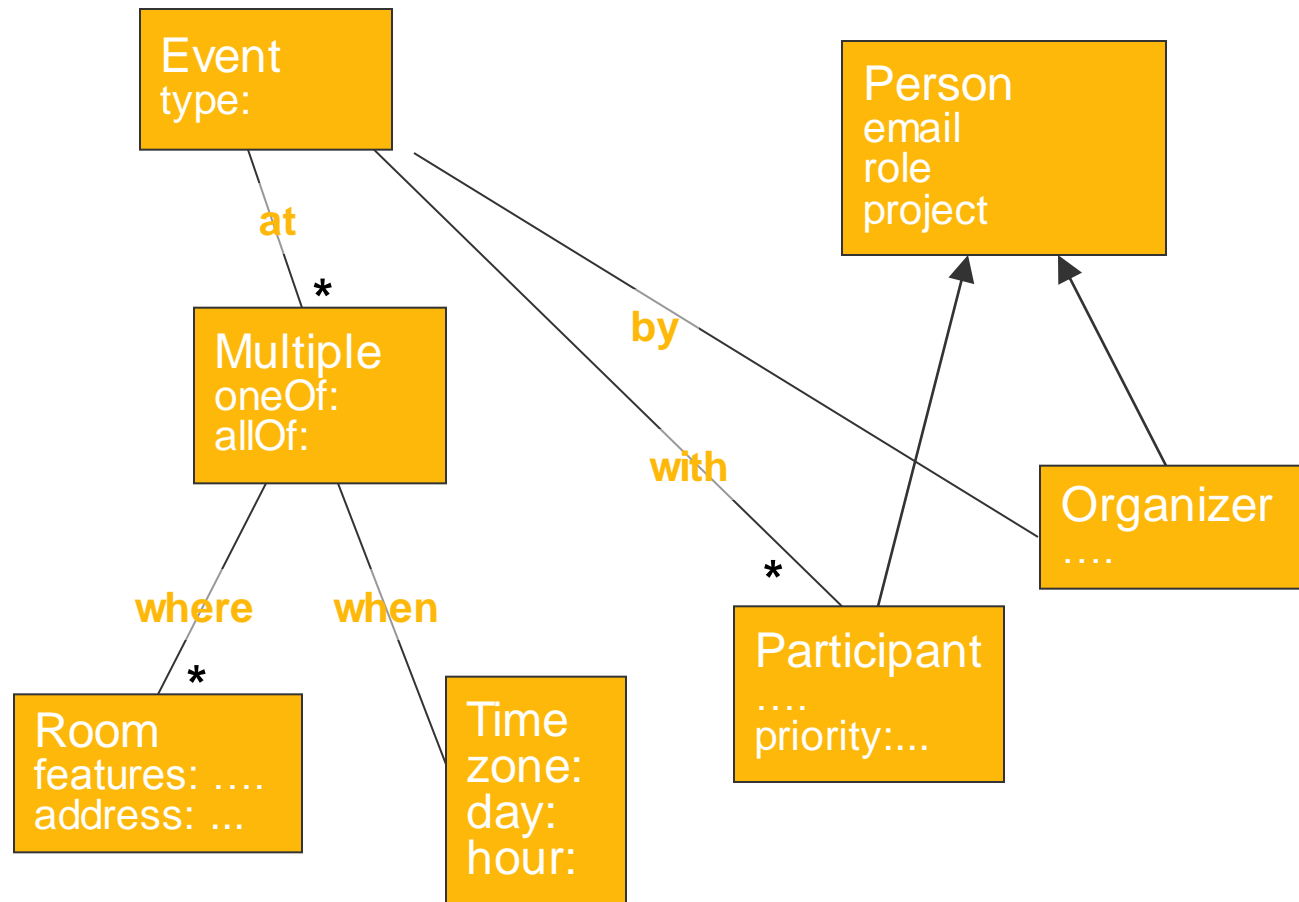 Event
type:
Person
email
role
project
at
*
by
Multiple
oneOf:
allOf:
with
Organizer
....
*
where
when
*
Participant
....
priority:...
Room
features: ....
address: ...
Time
zone:
day:
hour: